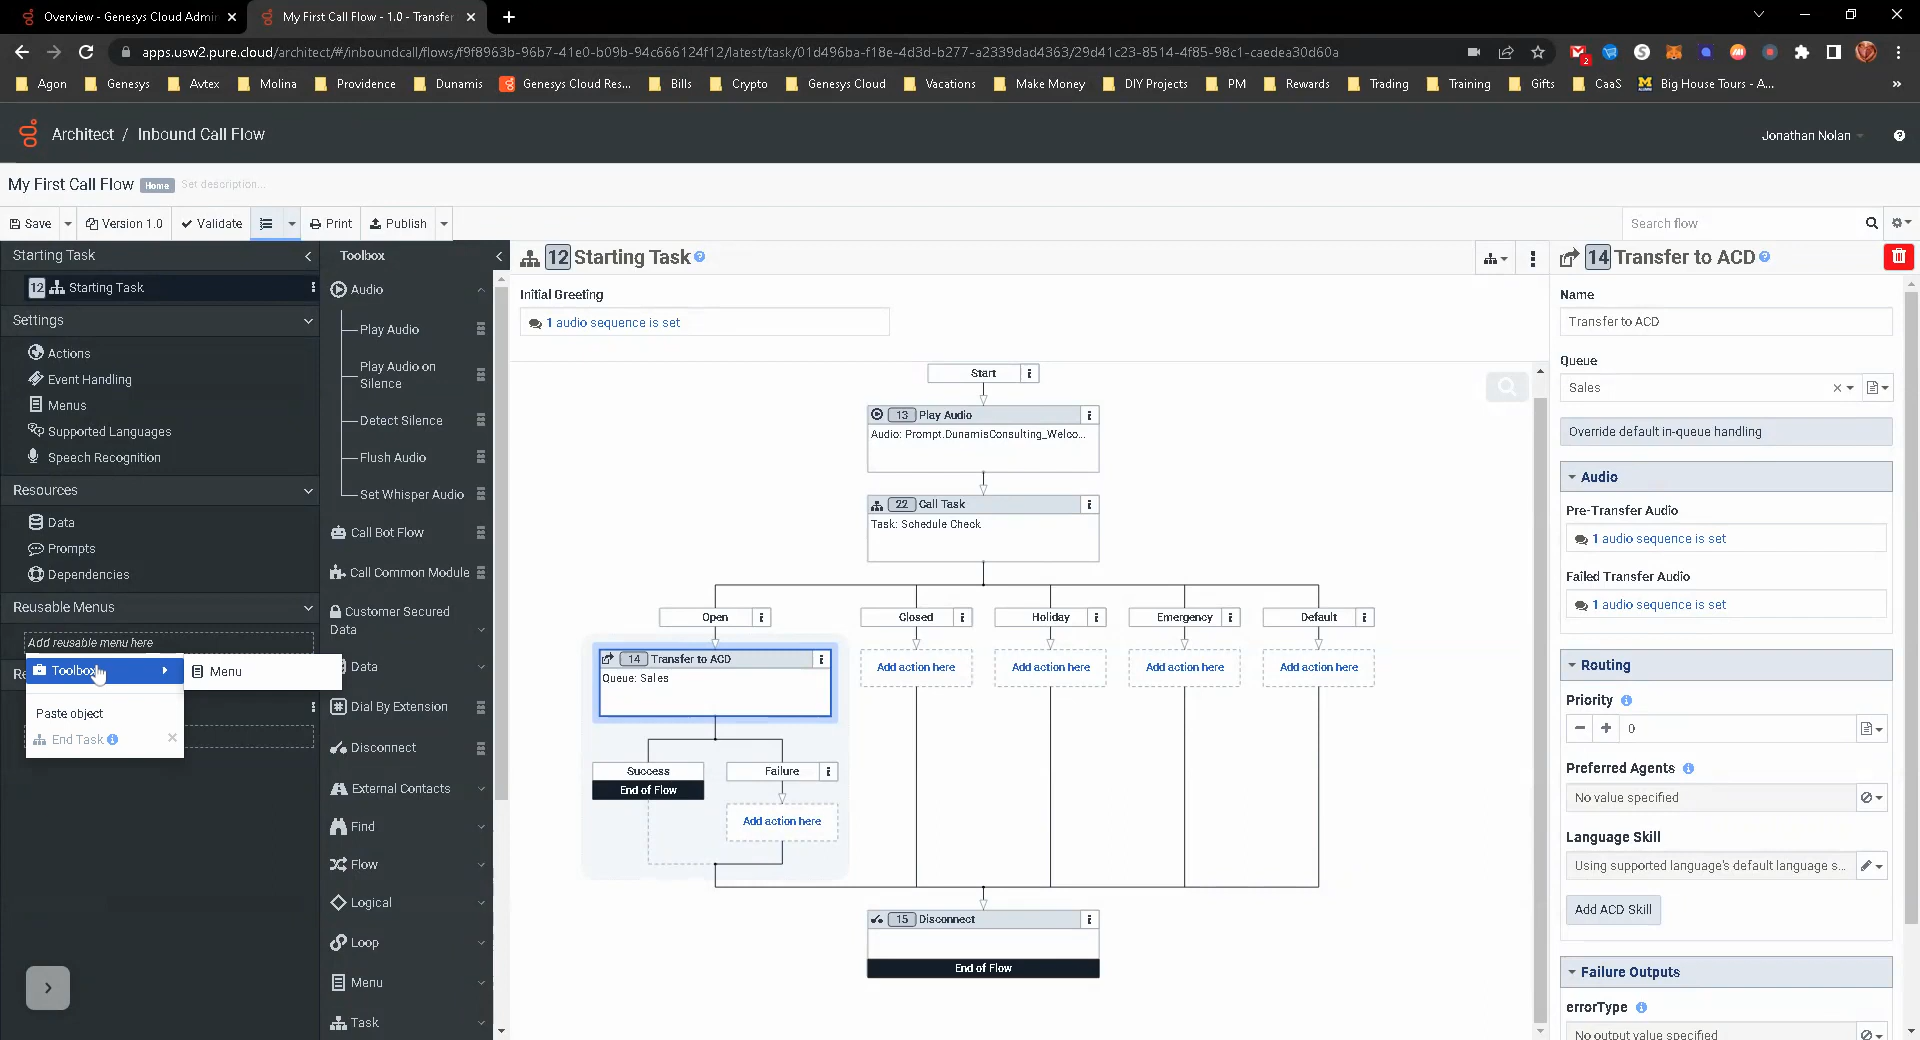 Overview - Genesys Cloud Admin
My First Call Flow - 1.0 - Transfer
apps.usw2.pure.cloud/architect/#/inboundcall/flows/f9f8963b-96b7-41e0-b09b-94c666124f12/latest/task/01d496ba-f18e-4d3d-b277-a2339dad4363/29d41c23-8514-4f85-98c1-caedea30d60a
2
Agon
Genesys
Avtex
Molina
Providence
Dunamis
Genesys Cloud Res...
Bills
Crypto
Genesys Cloud
Vacations
Make Money
DIY Projects
PM
Rewards
Trading
Training
Gifts
CaaS
Big House Tours - A...
Architect / Inbound Call Flow
Jonathan Nolan
My First Call Flow Home Set description...
Save
Version 1.0
Validate
Print
Publish
Search flow
Starting Task
12 Starting Task
Settings
Actions
Event Handling
Menus
Supported Languages
Speech Recognition
Resources
Data
Prompts
Dependencies
Reusable Menus
Add reusable menu here
Re
Toolbox
Menu
Paste object
End Task
Toolbox
Audio
Play Audio
Play Audio on
Silence
Detect Silence
Flush Audio
Set Whisper Audio
Call Bot Flow
Call Common Module
Customer Secured
Data
Data
Dial By Extension
Disconnect
External Contacts
Find
Flow
Logical
Loop
Menu
Task
12 Starting Task
Initial Greeting
1 audio sequence is set
Start
13 Play Audio
Audio: Prompt.DunamisConsulting_Welco...
22 Call Task
Task: Schedule Check
Open
Closed
Holiday
Emergency
Default
14 Transfer to ACD
Queue: Sales
Add action here
Add action here
Add action here
Add action here
Success
Failure
End of Flow
Add action here
15 Disconnect
End of Flow
14 Transfer to ACD
Name
Transfer to ACD
Queue
Sales
Override default in-queue handling
Audio
Pre-Transfer Audio
1 audio sequence is set
Failed Transfer Audio
1 audio sequence is set
Routing
Priority
0
Preferred Agents
No value specified
Language Skill
Using supported language's default language s...
Add ACD Skill
Failure Outputs
errorType
No output value specified